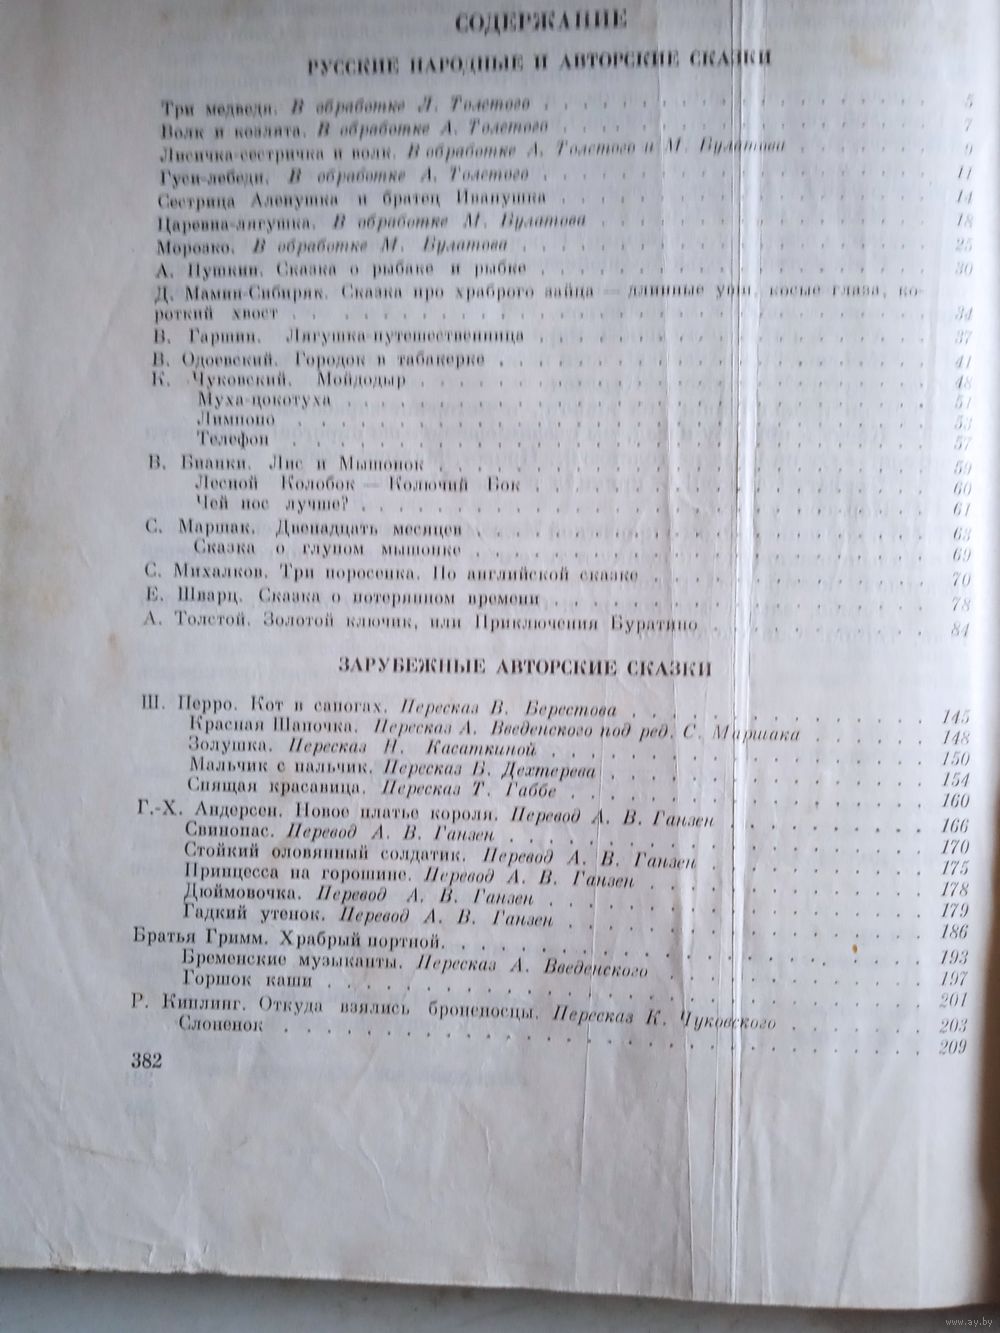 СОДЕРЖАНИЕ
РУССКИЕ НАРОДНЫЕ И АВТОРСКИЕ СКАЗКИ
Три медведя. В обработке Л. Толстого . . . . . 5
Волк и козлята. В обработке А. Толстого . . . . . 7
Лисичка-сестричка и волк. В обработке А. Толстого и М. Булатова . . . . . 9
Гуси-лебеди. В обработке А. Толстого . . . . . 11
Сестрица Аленушка и братец Иванушка . . . . . 14
Царевна-лягушка. В обработке М. Булатова . . . . . 18
Морозко. В обработке М. Булатова . . . . . 25
А. Пушкин. Сказка о рыбаке и рыбке . . . . . 30
Д. Мамин-Сибиряк. Сказка про храброго зайца — длинные уши, косые глаза, ко-
роткий хвост . . . . . 34
В. Гаршин. Лягушка-путешественница . . . . . 37
В. Одоевский. Городок в табакерке . . . . . 41
К. Чуковский. Мойдодыр . . . . . 48
Муха-цокотуха . . . . . 51
Лимпопо . . . . . 53
Телефон . . . . . 57
В. Бианки. Лис и Мышонок . . . . . 59
Лесной Колобок — Колючий Бок . . . . . 60
Чей нос лучше? . . . . . 61
С. Маршак. Двенадцать месяцев . . . . . 63
Сказка о глупом мышонке . . . . . 69
С. Михалков. Три поросенка. По английской сказке . . . . . 70
Е. Шварц. Сказка о потерянном времени . . . . . 78
А. Толстой. Золотой ключик, или Приключения Буратино . . . . . 84
ЗАРУБЕЖНЫЕ АВТОРСКИЕ СКАЗКИ
Ш. Перро. Кот в сапогах. Пересказ В. Берестова . . . . . 145
Красная Шапочка. Пересказ А. Введенского под ред. С. Маршака . . . . . 148
Золушка. Пересказ Н. Касаткиной . . . . . 150
Мальчик с пальчик. Пересказ Б. Дехтерева . . . . . 154
Спящая красавица. Пересказ Т. Габбе . . . . . 160
Г.-Х. Андерсен. Новое платье короля. Перевод А. В. Ганзен . . . . . 166
Свинопас. Перевод А. В. Ганзен . . . . . 170
Стойкий оловянный солдатик. Перевод А. В. Ганзен . . . . . 175
Принцесса на горошине. Перевод А. В. Ганзен . . . . . 178
Дюймовочка. Перевод А. В. Ганзен . . . . . 179
Гадкий утенок. Перевод А. В. Ганзен . . . . . 186
Братья Гримм. Храбрый портной. . . . . . 193
Бременские музыканты. Пересказ А. Введенского . . . . . 197
Горшок каши . . . . . 201
Р. Киплинг. Откуда взялись броненосцы. Пересказ К. Чуковского . . . . . 203
Слоненок . . . . . 209
382
www.ay.by